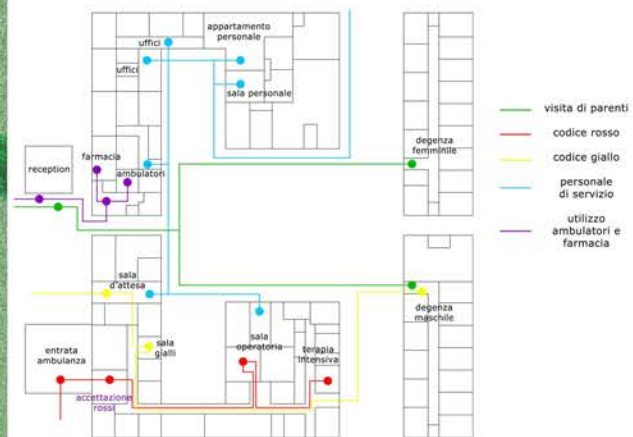 appartamento
personale
uffici
uffici
sala personale
farmacia
ambulatori
reception
degenza
femminile
sala
d'attesa
degenza
maschile
entrata
ambulanza
sala
gialli
sala
operatoria
terapia
intensiva
accettazione
rossi
visita di parenti
codice rosso
codice giallo
personale
di servizio
utilizzo
ambulatori e
farmacia